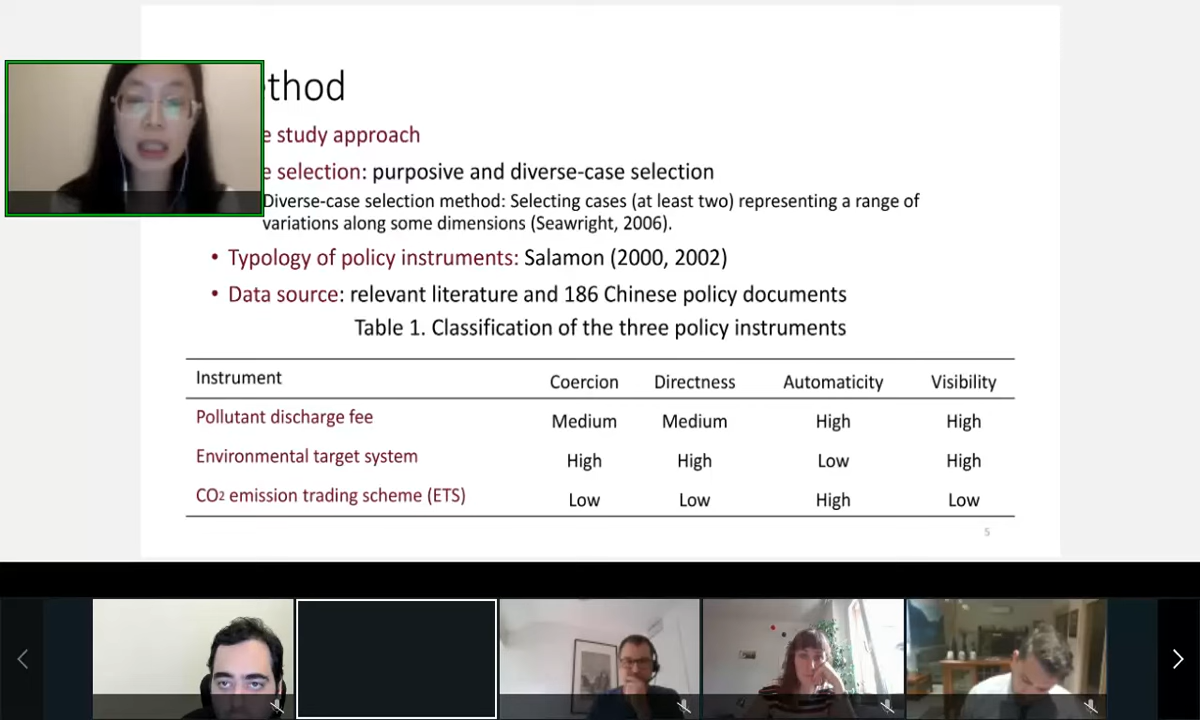 thod
e study approach
e selection: purposive and diverse-case selection
Diverse-case selection method: Selecting cases (at least two) representing a range of
variations along some dimensions (Seawright, 2006).
• Typology of policy instruments: Salamon (2000, 2002)
• Data source: relevant literature and 186 Chinese policy documents
Table 1. Classification of the three policy instruments
Instrument Coercion Directness Automaticity Visibility
Pollutant discharge fee Medium Medium High High
Environmental target system High High Low High
CO2 emission trading scheme (ETS) Low Low High Low
5